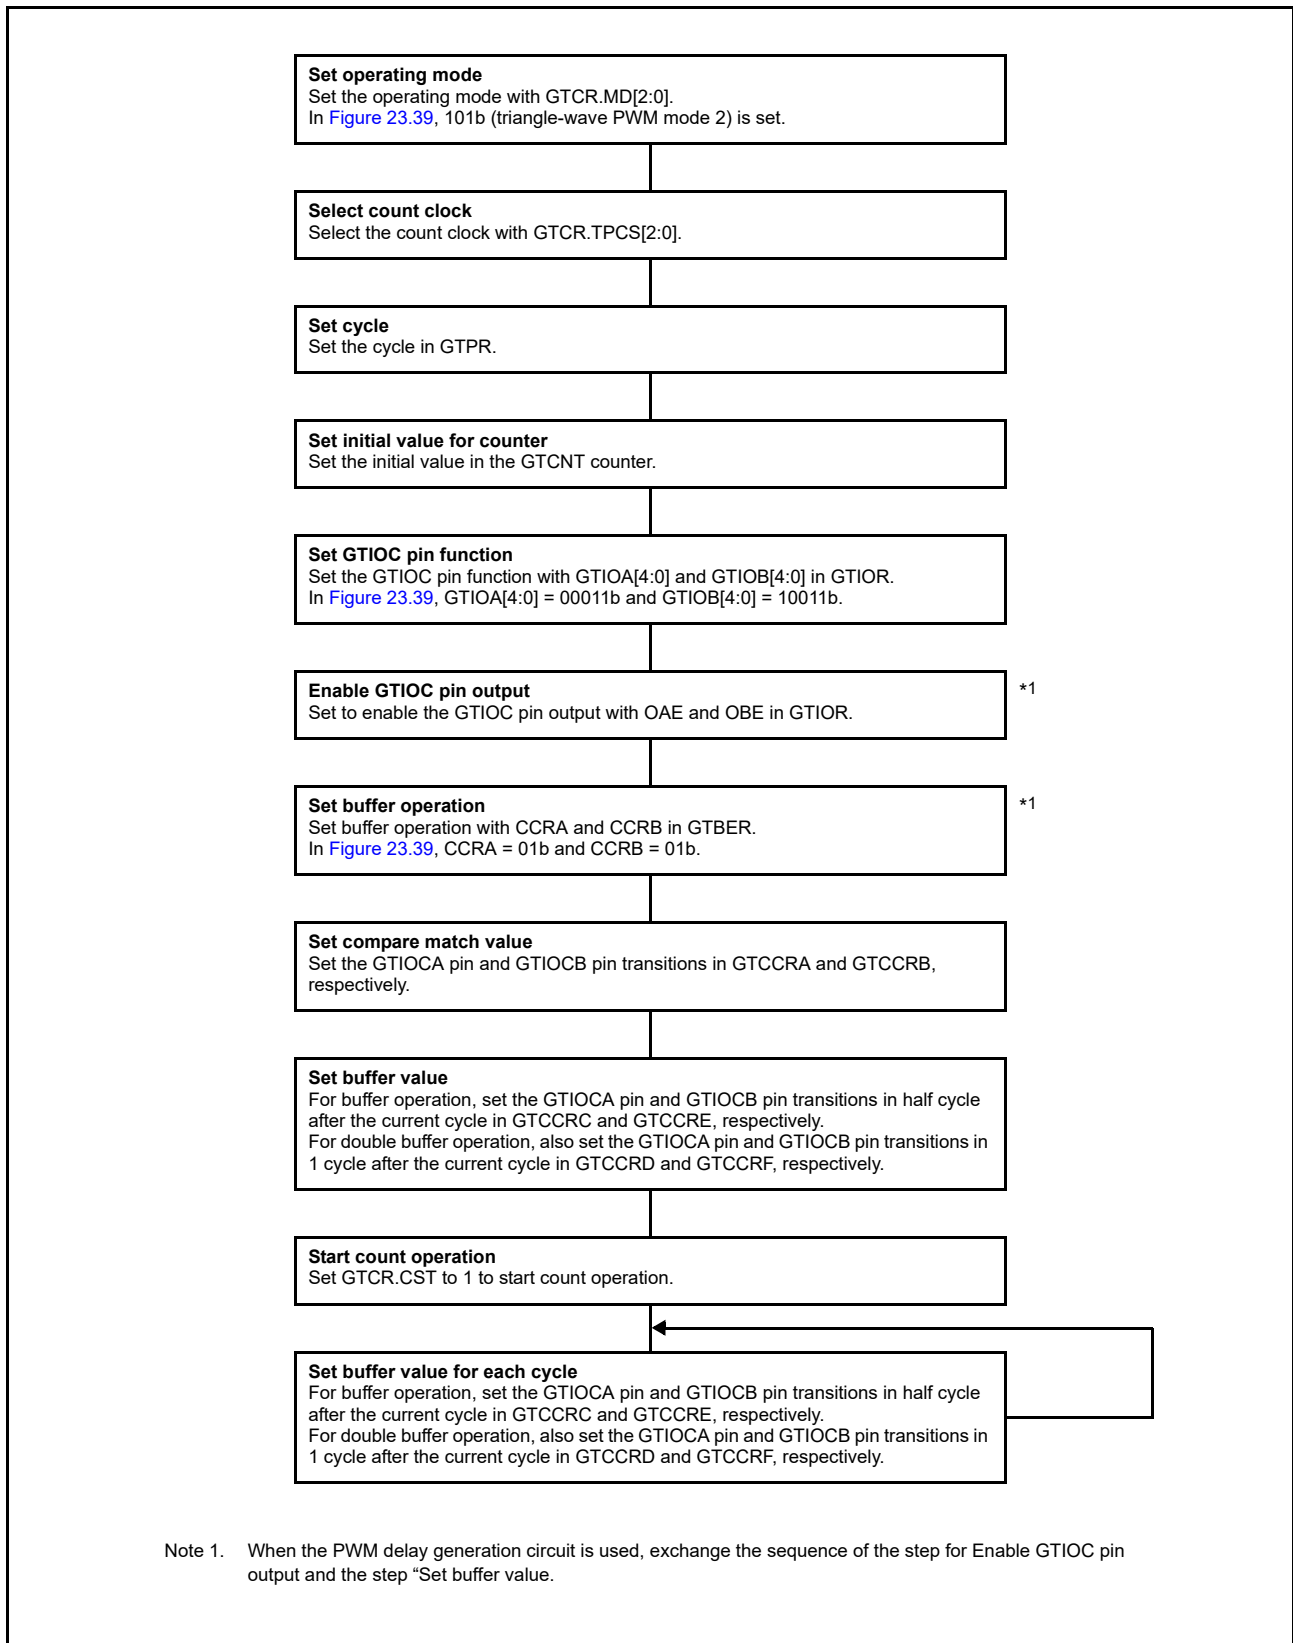 Set operating mode
Set the operating mode with GTCR.MD[2:0].
In Figure 23.39, 101b (triangle-wave PWM mode 2) is set.
Select count clock
Select the count clock with GTCR.TPCS[2:0].
Set cycle
Set the cycle in GTPR.
Set initial value for counter
Set the initial value in the GTCNT counter.
Set GTIOC pin function
Set the GTIOC pin function with GTIOA[4:0] and GTIOB[4:0] in GTIOR.
In Figure 23.39, GTIOA[4:0] = 00011b and GTIOB[4:0] = 10011b.
Enable GTIOC pin output
*1
Set to enable the GTIOC pin output with OAE and OBE in GTIOR.
Set buffer operation
*1
Set buffer operation with CCRA and CCRB in GTBER.
In Figure 23.39, CCRA = 01b and CCRB = 01b.
Set compare match value
Set the GTIOCA pin and GTIOCB pin transitions in GTCCRA and GTCCRB,
respectively.
Set buffer value
For buffer operation, set the GTIOCA pin and GTIOCB pin transitions in half cycle
after the current cycle in GTCCRC and GTCCRE, respectively.
For double buffer operation, also set the GTIOCA pin and GTIOCB pin transitions in
1 cycle after the current cycle in GTCCRD and GTCCRF, respectively.
Start count operation
Set GTCR.CST to 1 to start count operation.
Set buffer value for each cycle
For buffer operation, set the GTIOCA pin and GTIOCB pin transitions in half cycle
after the current cycle in GTCCRC and GTCCRE, respectively.
For double buffer operation, also set the GTIOCA pin and GTIOCB pin transitions in
1 cycle after the current cycle in GTCCRD and GTCCRF, respectively.
Note 1. When the PWM delay generation circuit is used, exchange the sequence of the step for Enable GTIOC pin
output and the step “Set buffer value.